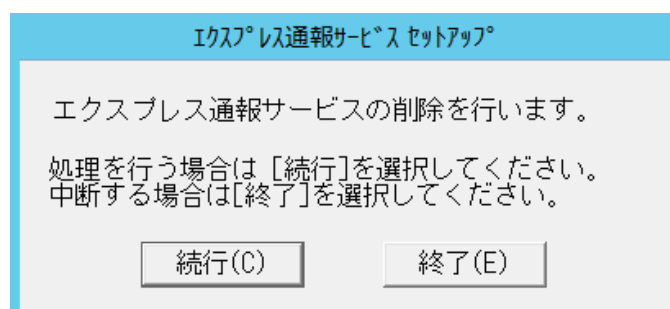 ｴｸｽﾌﾟﾚｽ通報ｻｰﾋﾞｽ ｾｯﾄｱｯﾌﾟ
エクスプレス通報サービスの削除を行います。
処理を行う場合は [続行]を選択してください。
中断する場合は[終了]を選択してください。
続行(C) 終了(E)